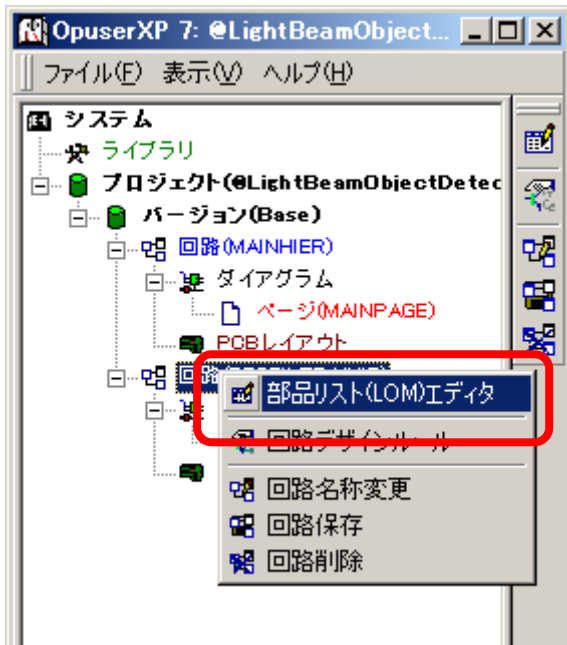 OpuserXP 7: @LightBeamObject...
ファイル(F) 表示(V) ヘルプ(H)
システム
ライブラリ
プロジェクト(@LightBeamObjectDetec
バージョン(Base)
回路(MAINHIER)
ダイアグラム
ページ(MAINPAGE)
PCBレイアウト
回路
部品リスト(LOM)エディタ
回路デザインルール
回路名称変更
回路保存
回路削除